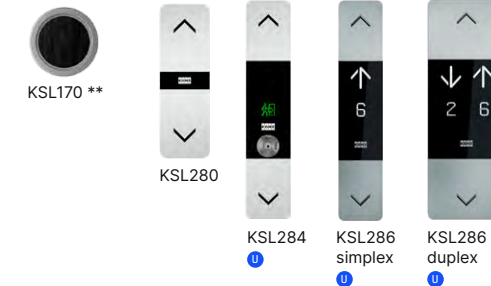 6
2 6
KSL170 **
KSL280
KSL284
U
KSL286
simplex
U
KSL286
duplex
U